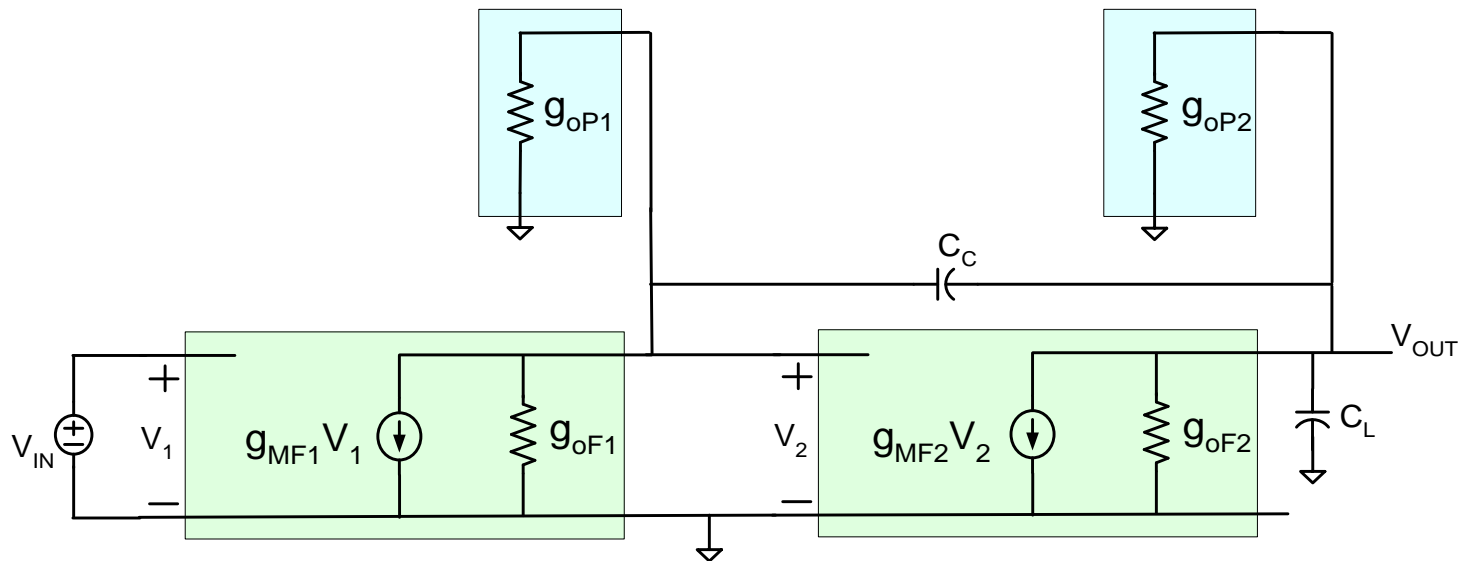 g_oP1
g_oP2
C_C
V_OUT
V_IN
+
V_1
−
g_MF1V_1
g_oF1
+
V_2
−
g_MF2V_2
g_oF2
C_L